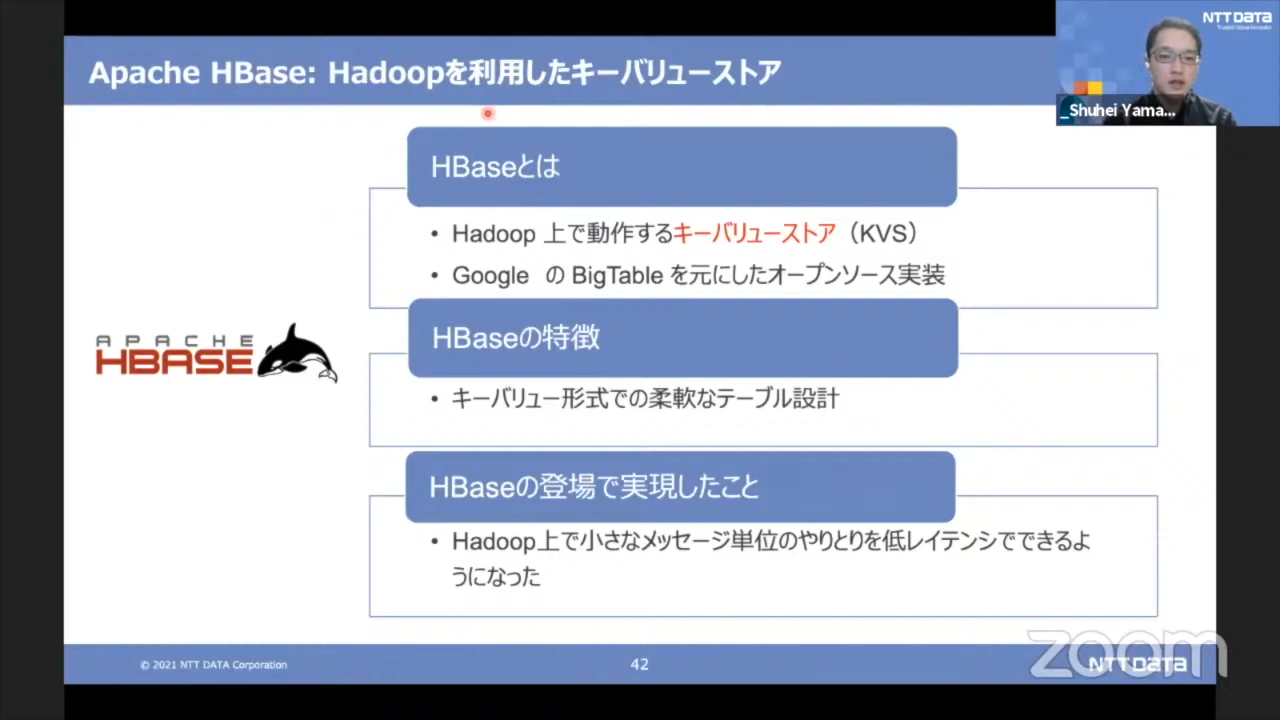 Apache HBase: Hadoopを利用したキーバリューストア
NTT DATA
Trusted Global Innovator
_Shuhei Yama...
HBaseとは
• Hadoop 上で動作するキーバリューストア（KVS）
• Google の BigTable を元にしたオープンソース実装
APACHE
HBASE
HBaseの特徴
• キーバリュー形式での柔軟なテーブル設計
HBaseの登場で実現したこと
• Hadoop上で小さなメッセージ単位のやりとりを低レイテンシでできるよ
うになった
© 2021 NTT DATA Corporation
42
zoom
NTT DATA